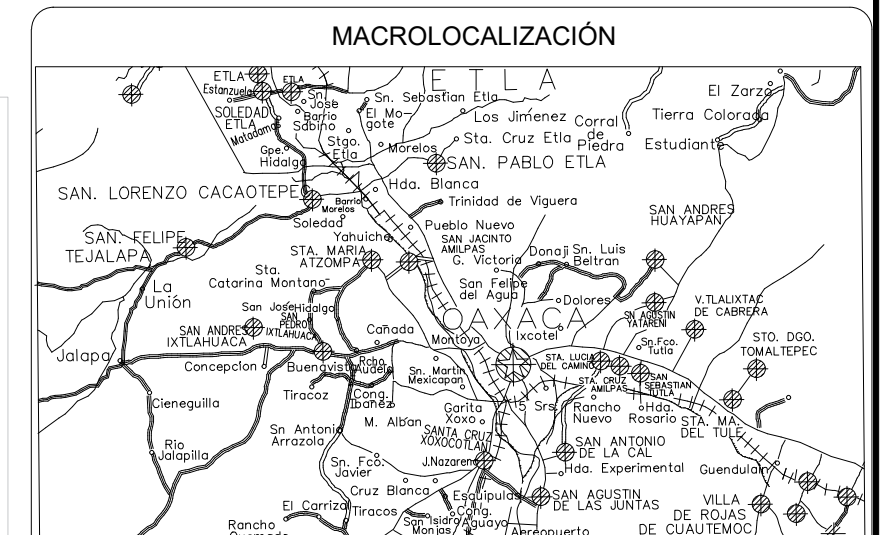 MACROLOCALIZACIÓN
ETLA
ETLA
ETLA
Estanzuela
Sn.
José
Sn. Sebastian Etla
El Zarzo
SOLEDAD
ETLA
Barrio
Sabino
El Mo-
gote
Los Jiménez
Corral
de
Piedra
Tierra Colorada
Matadamas
Stgo.
Etla
Morelos
Sta. Cruz Etla
Estudiante
Gpe.
Hidalgo
SAN. PABLO ETLA
SAN. LORENZO CACAOTEPEC
Hda. Blanca
Barrio
Morelos
Trinidad de Viguera
SAN ANDRES
HUAYAPAN
Soledad
Pueblo Nuevo
SAN. FELIPE
TEJALAPA
Yahuiche
SAN JACINTO
AMILPAS
STA. MARIA
ATZOMPA
G. Victoria
Donaji
Sn. Luis
Beltran
Sta.
Catarina Montano
San Felipe
del Agua
La
Unión
Dolores
V.TLALIXTAC
DE CABRERA
San José
Hidalgo
SAN
PEDRO
IXTLAHUACA
OAXACA
SN AGUSTIN
YATARENI
SAN ANDRES
IXTLAHUACA
Cañada
Montoya
Ixcotel
Sn.Fco.
Tutla
STO. DGO.
TOMALTEPEC
Jalapa
Concepcíon
Buenavista
Rcho
Sn. Martin
Mexicapan
STA. LUCIA
DEL CAMINO
STA. CRUZ
AMILPAS
SAN
SEBASTIAN
TUTLA
Tiracoz
Cong.
Ibañez
Cieneguilla
M. Alban
Garita
Xoxo
5 Srs.
Rancho
Nuevo
Hda.
Rosario
STA. MA.
DEL TULE
Sn Antonio
Arrazola
SANTA CRUZ
XOXOCOTLAN
SAN ANTONIO
DE LA CAL
Rio
Jalapilla
Sn. Fco.
Javier
J.Nazareno
Hda. Experimental
Guendulain
Cruz Blanca
Esquipulas
SAN AGUSTIN
DE LAS JUNTAS
VILLA
DE ROJAS
DE CUAUTEMOC
El Carrizal
Tiracos
Cong.
Aguayo
San Isidro
Monjas
Rancho
Quemado
Aereopuerto